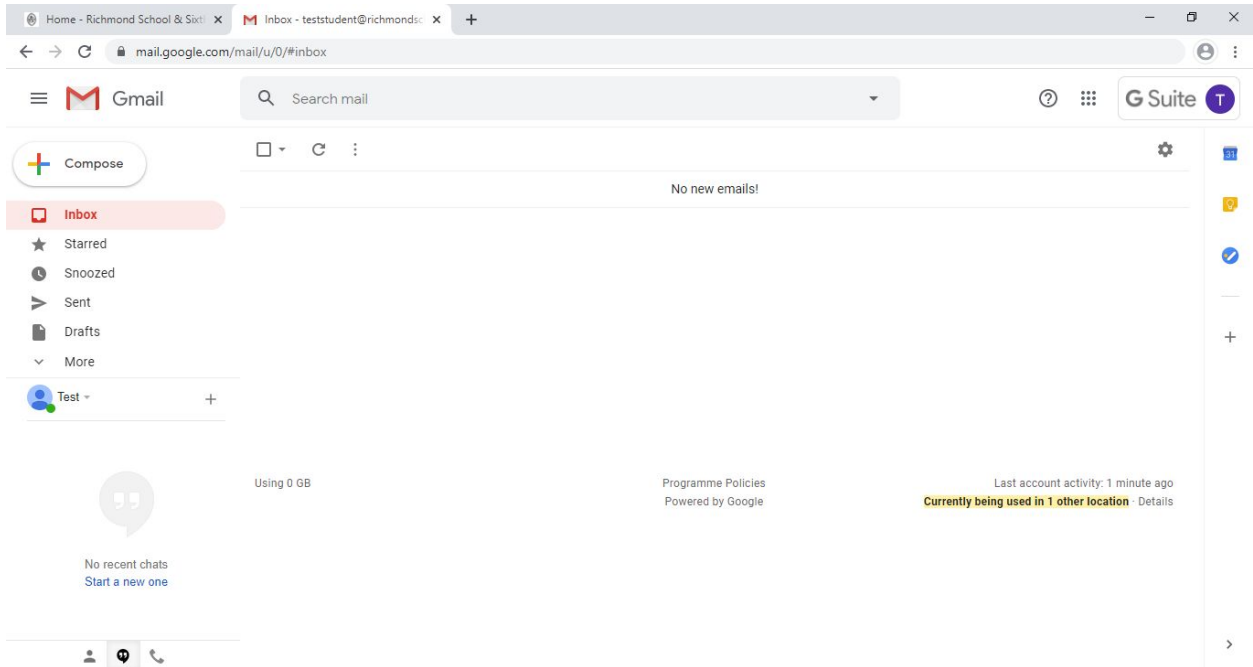 Home - Richmond School & Sixt
Inbox - teststudent@richmondsc
mail.google.com/mail/u/0/#inbox
Gmail
Search mail
G Suite
T
Compose
31
No new emails!
Inbox
Starred
Snoozed
Sent
Drafts
More
Test
Using 0 GB
Programme Policies
Last account activity: 1 minute ago
Powered by Google
Currently being used in 1 other location · Details
No recent chats
Start a new one